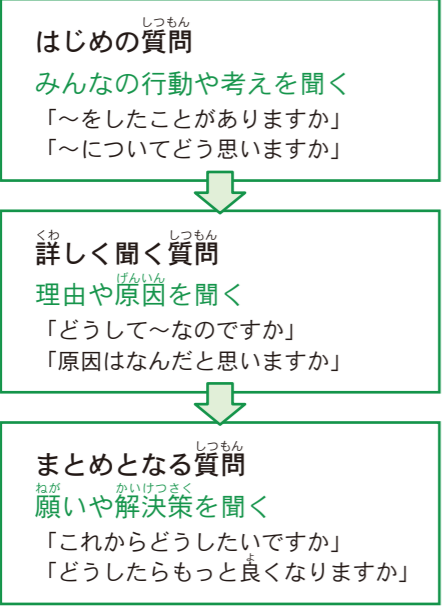 はじめの質問
みんなの行動や考えを聞く
「〜をしたことがありますか」
「〜についてどう思いますか」
詳しく聞く質問
理由や原因を聞く
「どうして〜なのですか」
「原因はなんだと思いますか」
まとめとなる質問
願いや解決策を聞く
「これからどうしたいですか」
「どうしたらもっと良くなりますか」